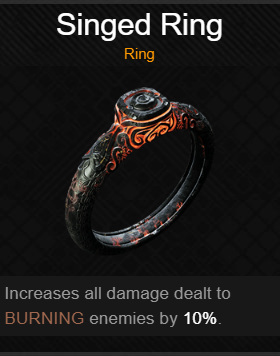 Singed Ring
Ring
Increases all damage dealt to
BURNING enemies by 10%.